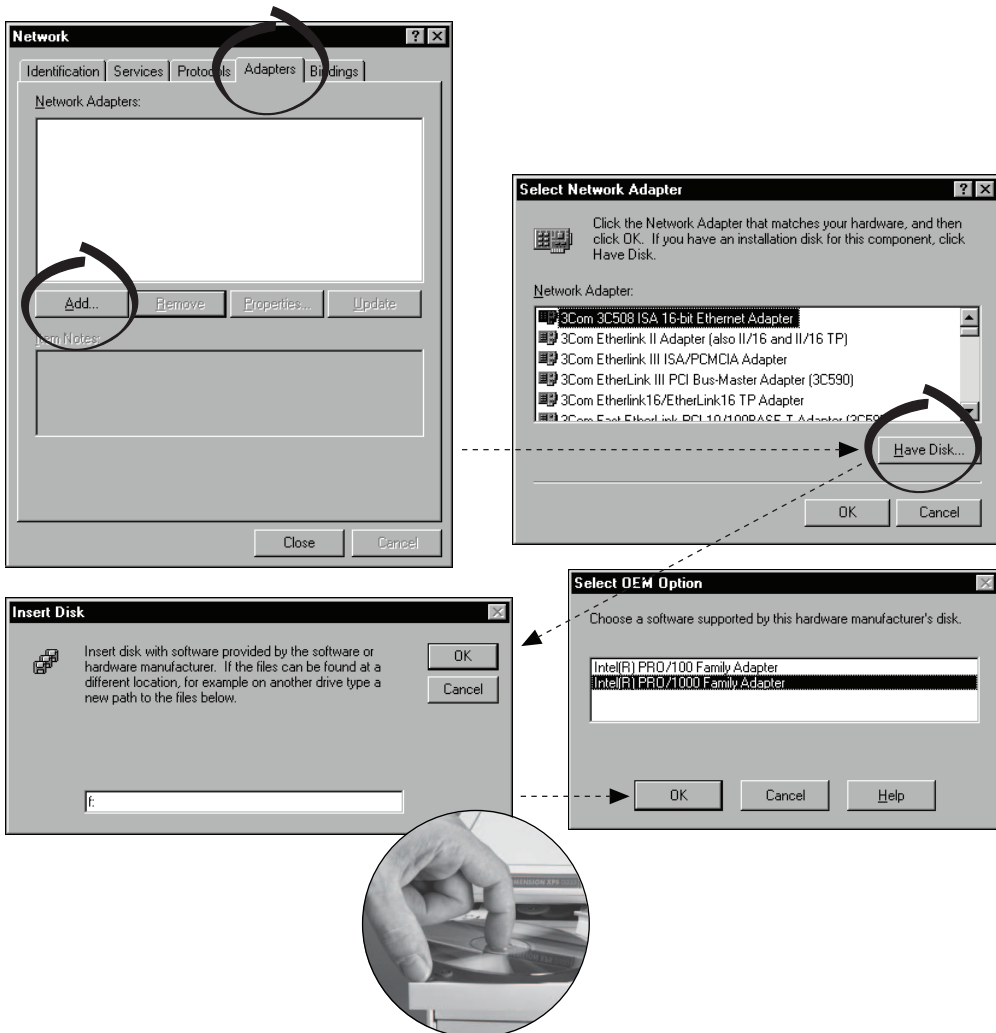 Network
Identification Services Protocols Adapters Bindings
Network Adapters:
Add... Remove Properties... Update
Item Notes:
Close Cancel
Select Network Adapter
Click the Network Adapter that matches your hardware, and then
click OK. If you have an installation disk for this component, click
Have Disk.
Network Adapter:
3Com 3C508 ISA 16-bit Ethernet Adapter
3Com Etherlink II Adapter (also II/16 and II/16 TP)
3Com Etherlink III ISA/PCMCIA Adapter
3Com EtherLink III PCI Bus-Master Adapter (3C590)
3Com Etherlink16/EtherLink16 TP Adapter
3Com Fast EtherLink PCI 10/100BASE-T Adapter
Have Disk...
OK Cancel
Insert Disk
Insert disk with software provided by the software or
hardware manufacturer. If the files can be found at a
different location, for example on another drive type a
new path to the files below.
OK
Cancel
f:
Select OEM Option
Choose a software supported by this hardware manufacturer's disk.
Intel(R) PRO/100 Family Adapter
Intel(R) PRO/1000 Family Adapter
OK Cancel Help